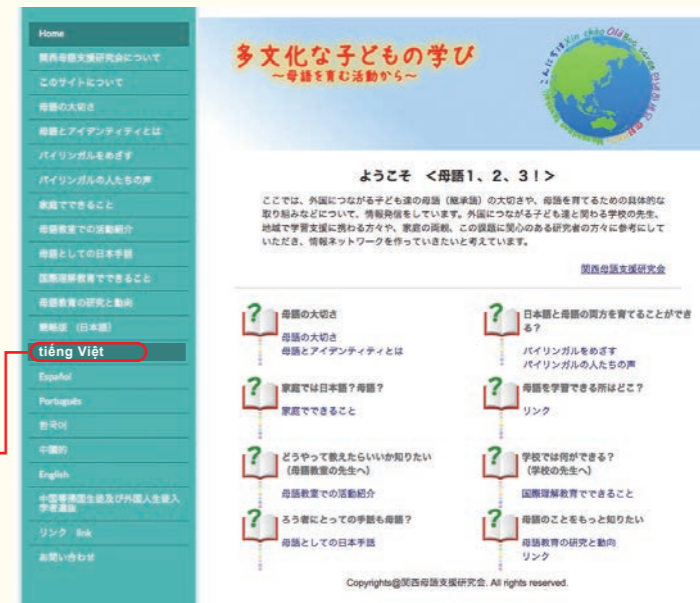 Home
関西母語支援研究会について
このサイトについて
母語の大切さ
母語とアイデンティティとは
バイリンガルをめざす
バイリンガルの人たちの声
家庭でできること
母語教室での活動紹介
母語としての日本手話
国際理解教育でできること
母語教育の研究と動向
簡略版 (日本語)
tiếng Việt
Español
Português
한국어
中國的
English
中国等帰国生徒及び外国人生徒入
学者選抜
リンク link
お問い合わせ
多文化な子どもの学び
~母語を育む活動から~
こんにちは Xin chào Olá
ようこそ <母語1、2、3!>
ここでは、外国につながる子ども達の母語(継承語)の大切さや、母語を育てるための具体的な
取り組みなどについて、情報発信をしています。外国につながる子ども達と関わる学校の先生、
地域で学習支援に携わる方々や、家庭の両親、この課題に関心のある研究者の方々に参考にして
いただき、情報ネットワークを作っていきたいと考えています。
関西母語支援研究会
母語の大切さ
母語の大切さ
母語とアイデンティティとは
日本語と母語の両方を育てることができ
る?
バイリンガルをめざす
バイリンガルの人たちの声
家庭では日本語?母語?
家庭でできること
母語を学習できる所はどこ?
リンク
どうやって教えたらいいか知りたい
(母語教室の先生へ)
母語教室での活動紹介
学校では何ができる?
(学校の先生へ)
国際理解教育でできること
ろう者にとっての手話も母語?
母語としての日本手話
母語のことをもっと知りたい
母語教育の研究と動向
リンク
Copyrights@関西母語支援研究会. All rights reserved.